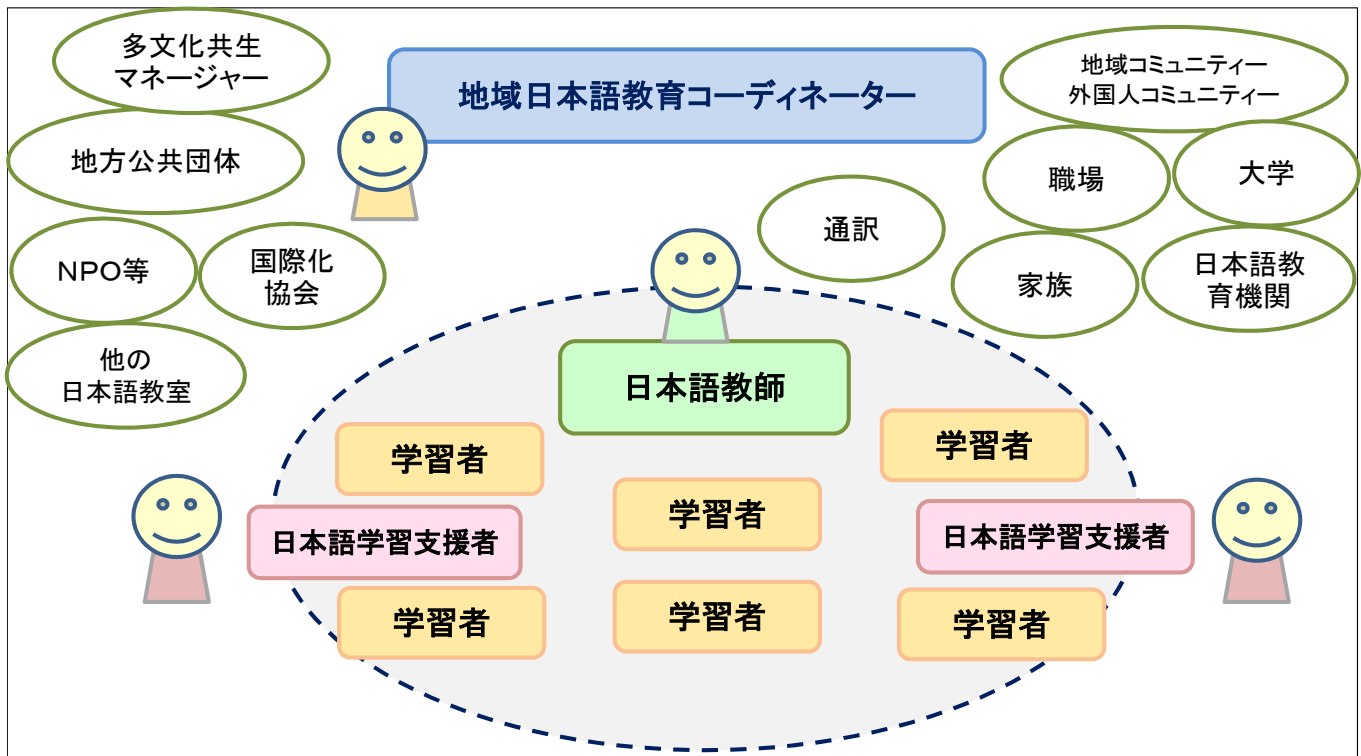 多文化共生
マネージャー
地域日本語教育コーディネーター
地域コミュニティー
外国人コミュニティー
地方公共団体
職場
大学
通訳
NPO等
国際化
協会
家族
日本語教
育機関
他の
日本語教室
日本語教師
学習者
学習者
学習者
日本語学習支援者
日本語学習支援者
学習者
学習者
学習者